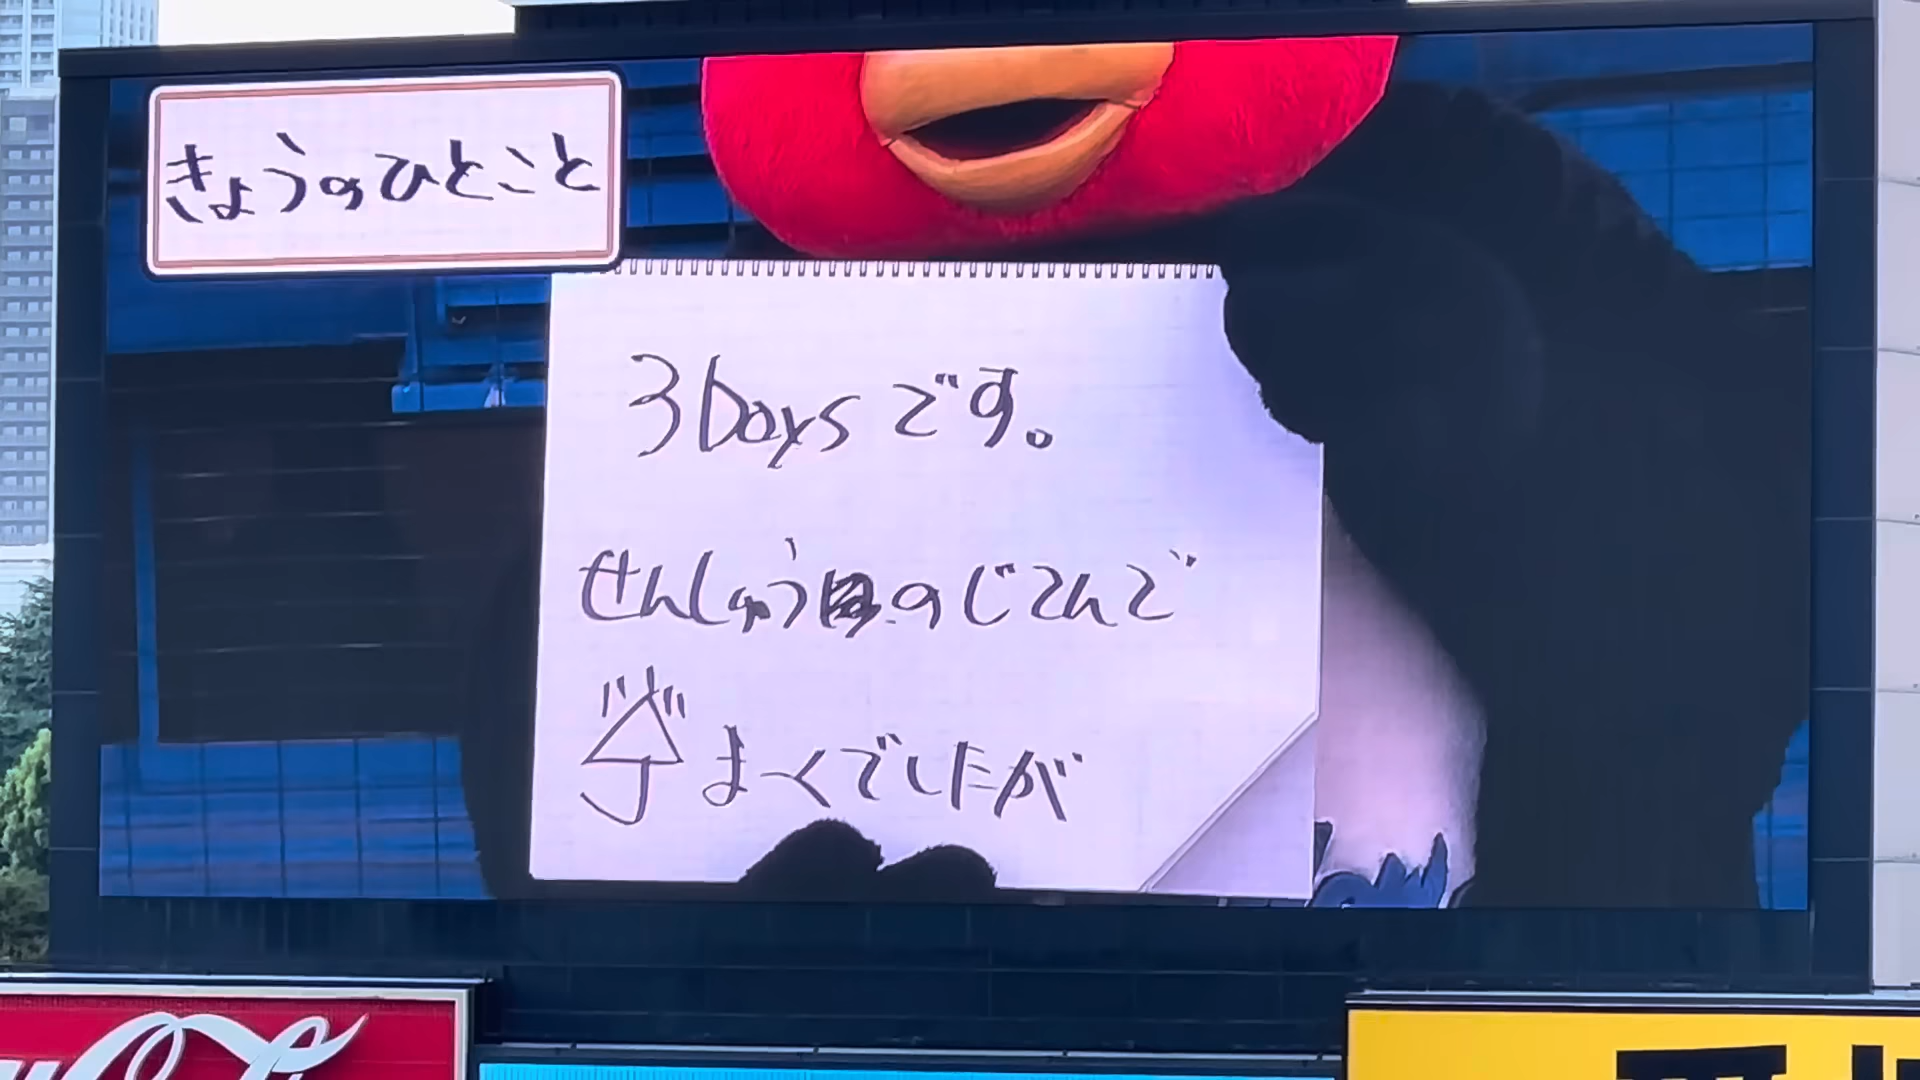 きょうのひとこと
3Daysです。
せんしゅうのじてんで
まーくでしたが